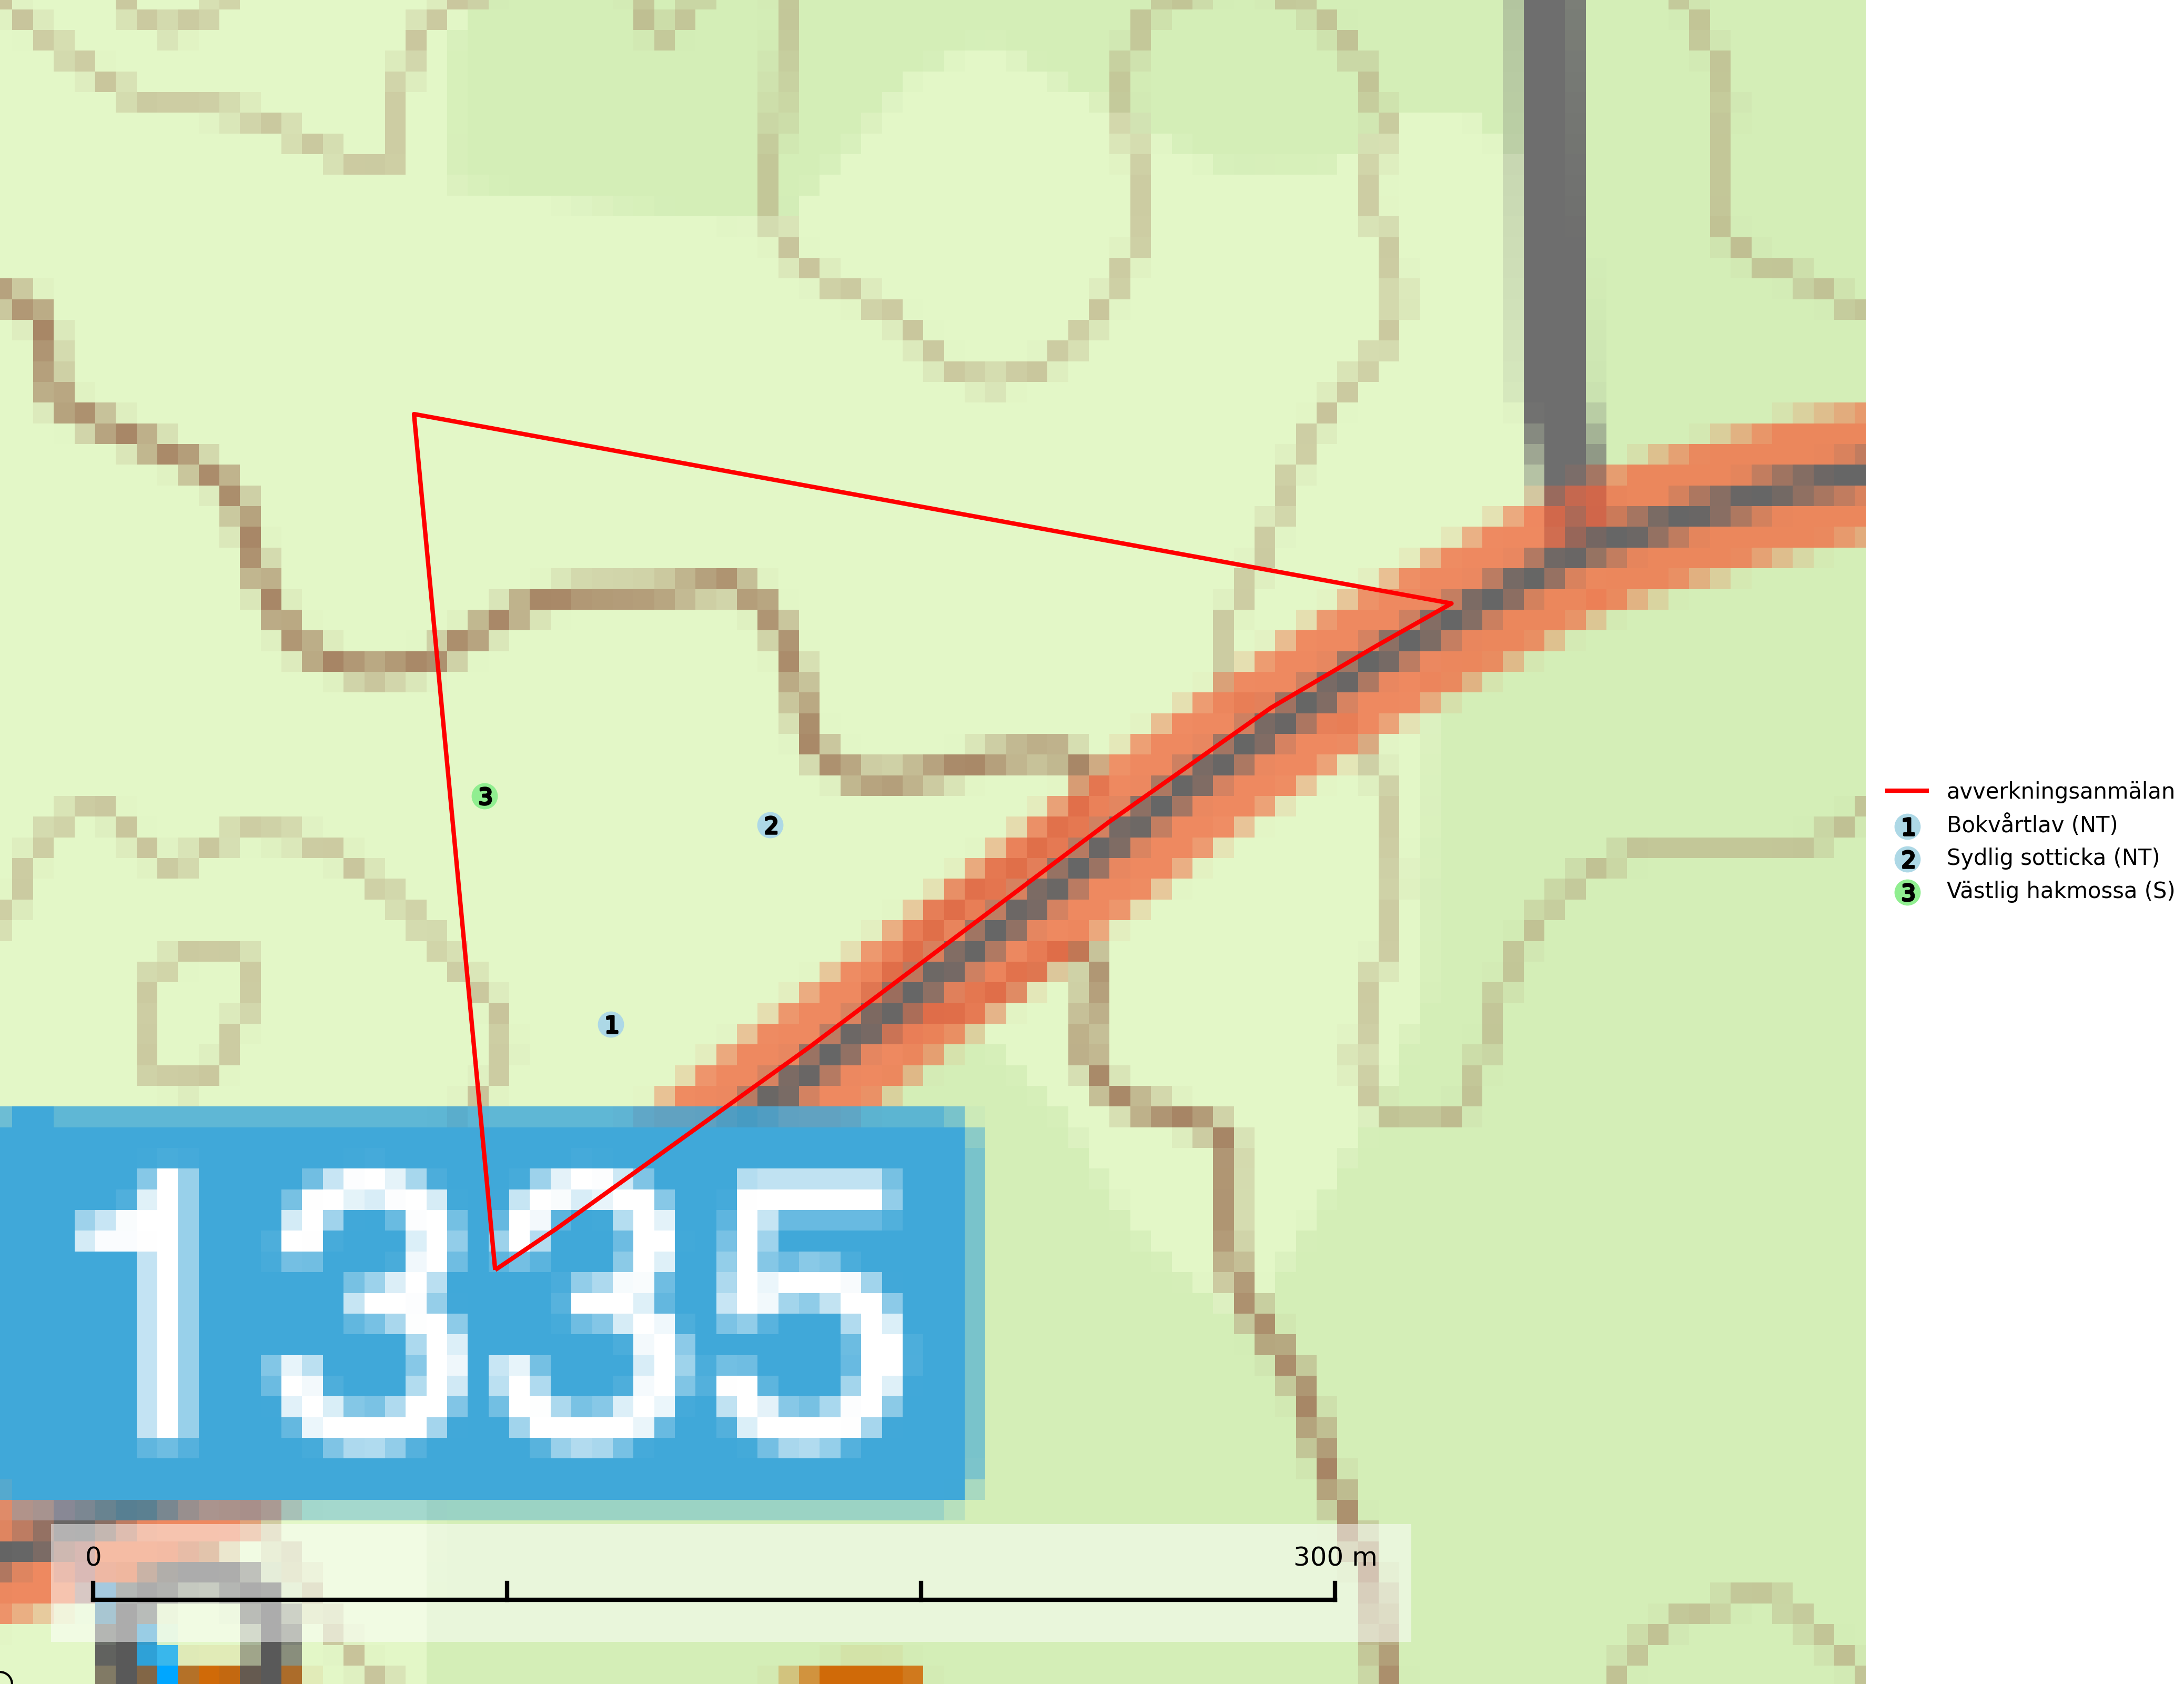 3
2
1
1335
0
300 m
avverkningsanmälan
1 Bokvårtlav (NT)
2 Sydlig sotticka (NT)
3 Västlig hakmossa (S)